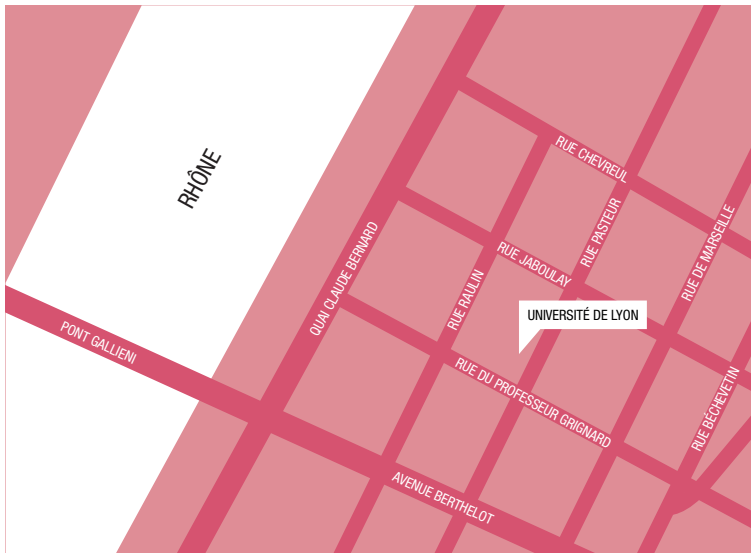 RHÔNE
RUE CHEVREUL
RUE PASTEUR
RUE DE MARSEILLE
QUAI CLAUDE BERNARD
RUE JABOULAY
RUE RAULIN
UNIVERSITÉ DE LYON
PONT GALLIENI
RUE DU PROFESSEUR GRIGNARD
RUE BÉCHEVETIN
AVENUE BERTHELOT